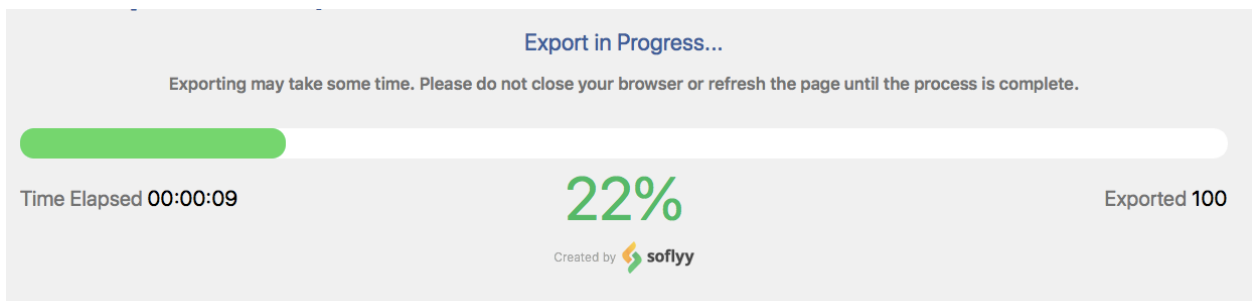 Export in Progress...
Exporting may take some time. Please do not close your browser or refresh the page until the process is complete.
Time Elapsed 00:00:09
22%
Exported 100
Created by soflyy